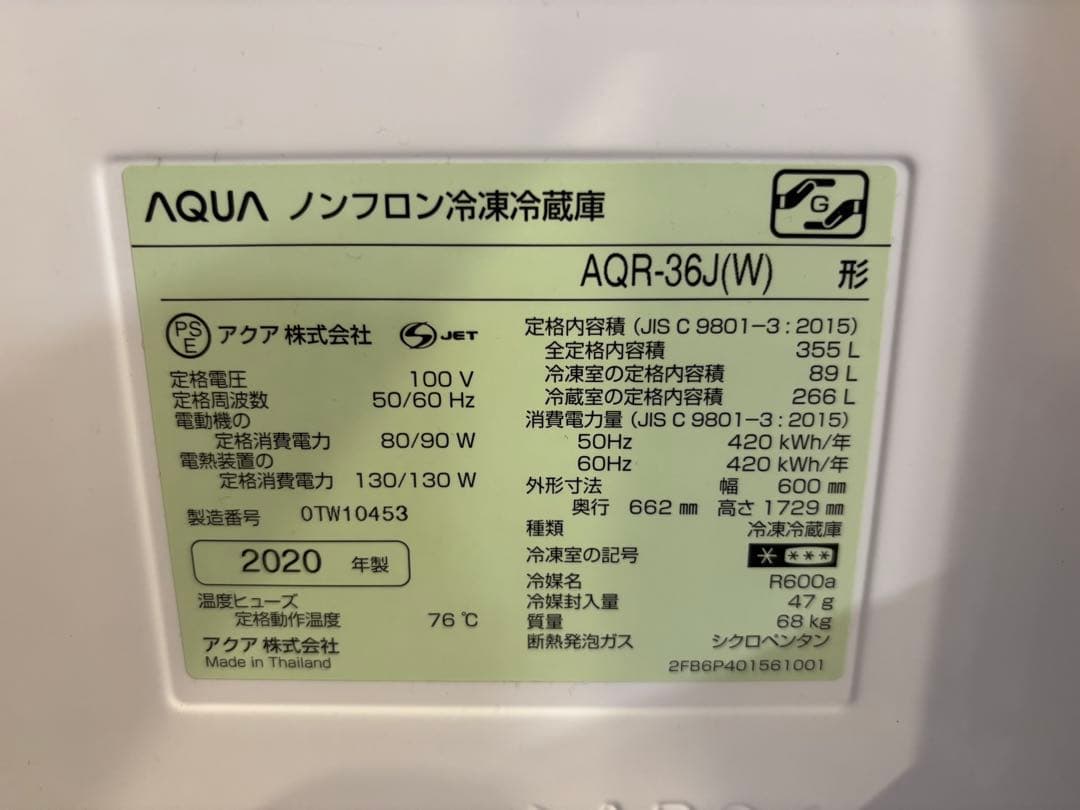 AQUA ノンフロン冷凍冷蔵庫
G
AQR-36J(W) 形
PS
E
アクア 株式会社
JET
定格電圧 100 V
定格周波数 50/60 Hz
電動機の
定格消費電力 80/90 W
電熱装置の
定格消費電力 130/130 W
製造番号 0TW10453
2020 年製
温度ヒューズ
定格動作温度 76 ℃
アクア 株式会社
Made in Thailand
定格内容積 (JIS C 9801-3 : 2015)
全定格内容積 355 L
冷凍室の定格内容積 89 L
冷蔵室の定格内容積 266 L
消費電力量 (JIS C 9801-3 : 2015)
50Hz 420 kWh/年
60Hz 420 kWh/年
外形寸法 幅 600 ㎜
奥行 662 ㎜ 高さ 1729 ㎜
種類 冷凍冷蔵庫
冷凍室の記号 * ***
冷媒名 R600a
冷媒封入量 47 g
質量 68 kg
断熱発泡ガス シクロペンタン
2FB6P401561001